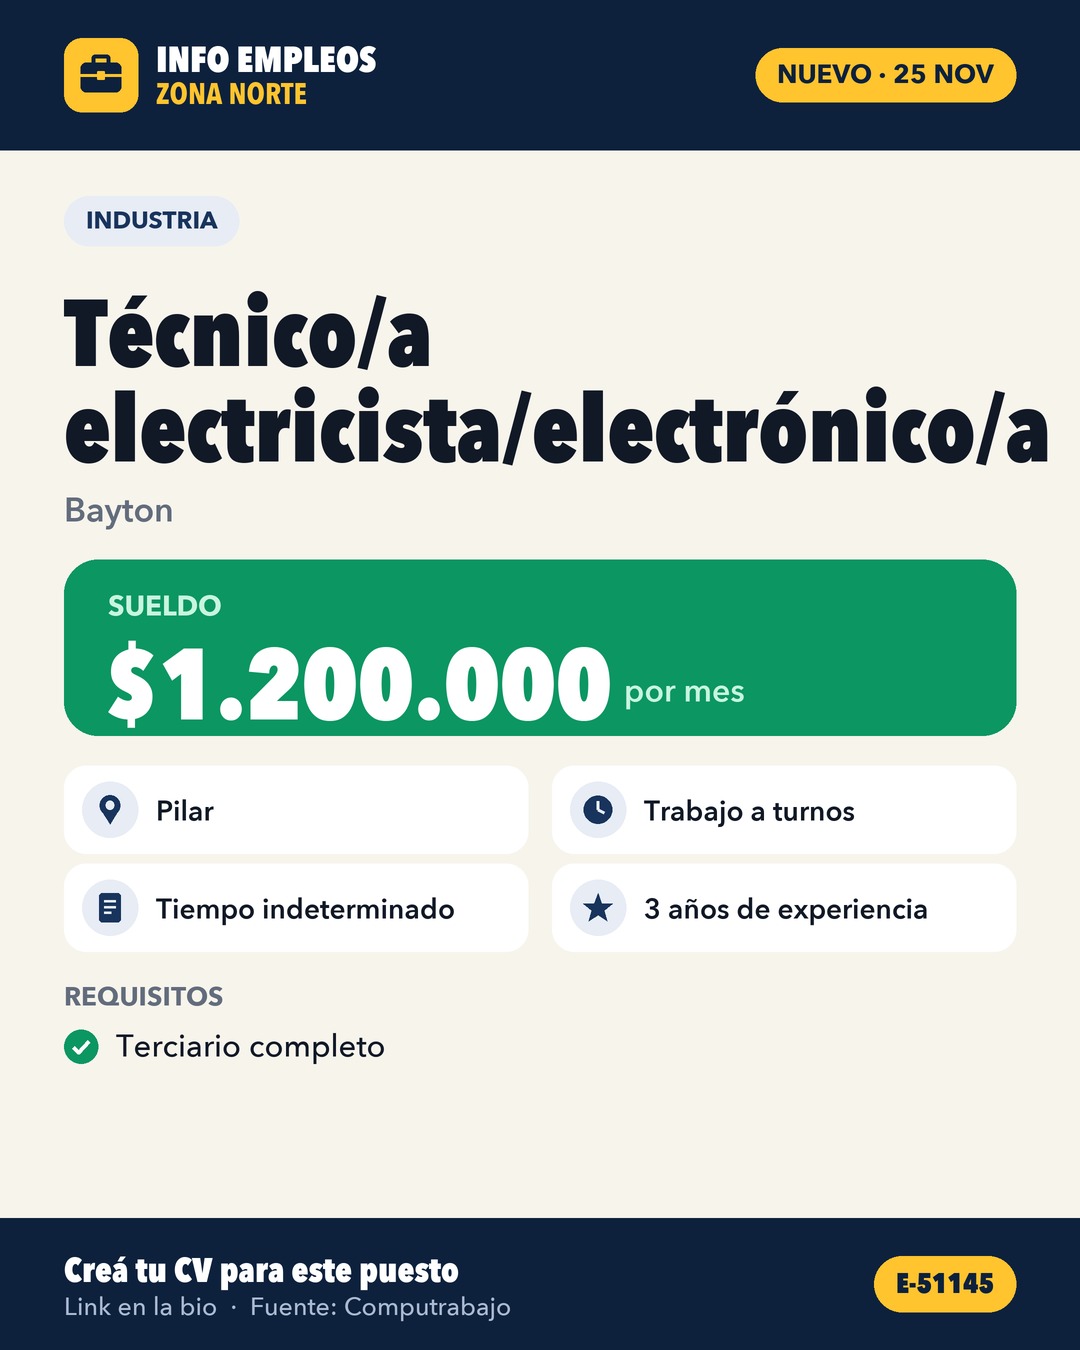 INFO EMPLEOS
ZONA NORTE
NUEVO · 25 NOV
INDUSTRIA
Técnico/a
electricista/electrónico/a
Bayton
SUELDO
$1.200.000 por mes
Pilar
Trabajo a turnos
Tiempo indeterminado
3 años de experiencia
REQUISITOS
Terciario completo
Creá tu CV para este puesto
Link en la bio · Fuente: Computrabajo
E-51145